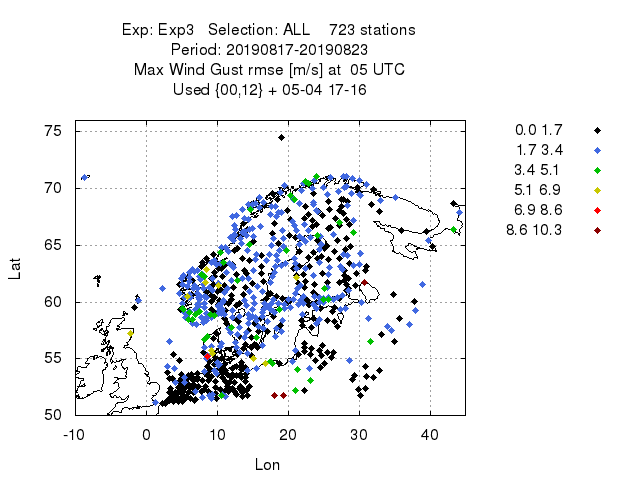 Exp: Exp3 Selection: ALL 723 stations
Period: 20190817-20190823
Max Wind Gust rmse [m/s] at 05 UTC
Used {00,12} + 05-04 17-16
0.0 1.7
1.7 3.4
3.4 5.1
5.1 6.9
6.9 8.6
8.6 10.3
75
70
65
60
55
50
Lat
-10 0 10 20 30 40
Lon